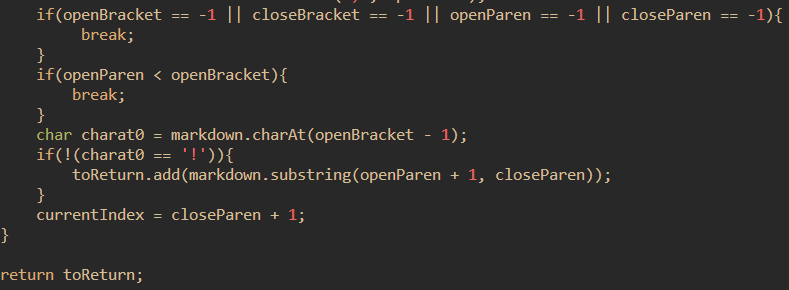 if(openBracket == -1 || closeBracket == -1 || openParen == -1 || closeParen == -1){
break;
}
if(openParen < openBracket){
break;
}
char charat0 = markdown.charAt(openBracket - 1);
if(!(charat0 == '!')){
toReturn.add(markdown.substring(openParen + 1, closeParen));
}
currentIndex = closeParen + 1;
}
return toReturn;